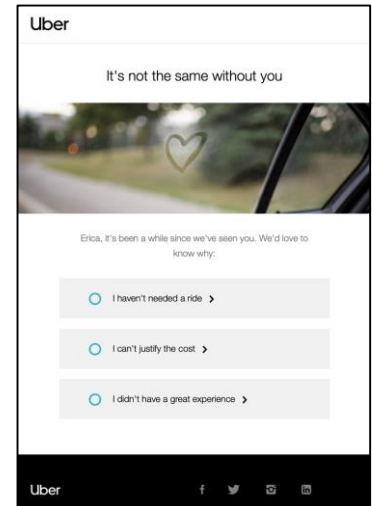 Uber
It's not the same without you
Erica, it's been a while since we've seen you. We'd love to
know why:
I haven't needed a ride
I can't justify the cost
I didn't have a great experience
Uber